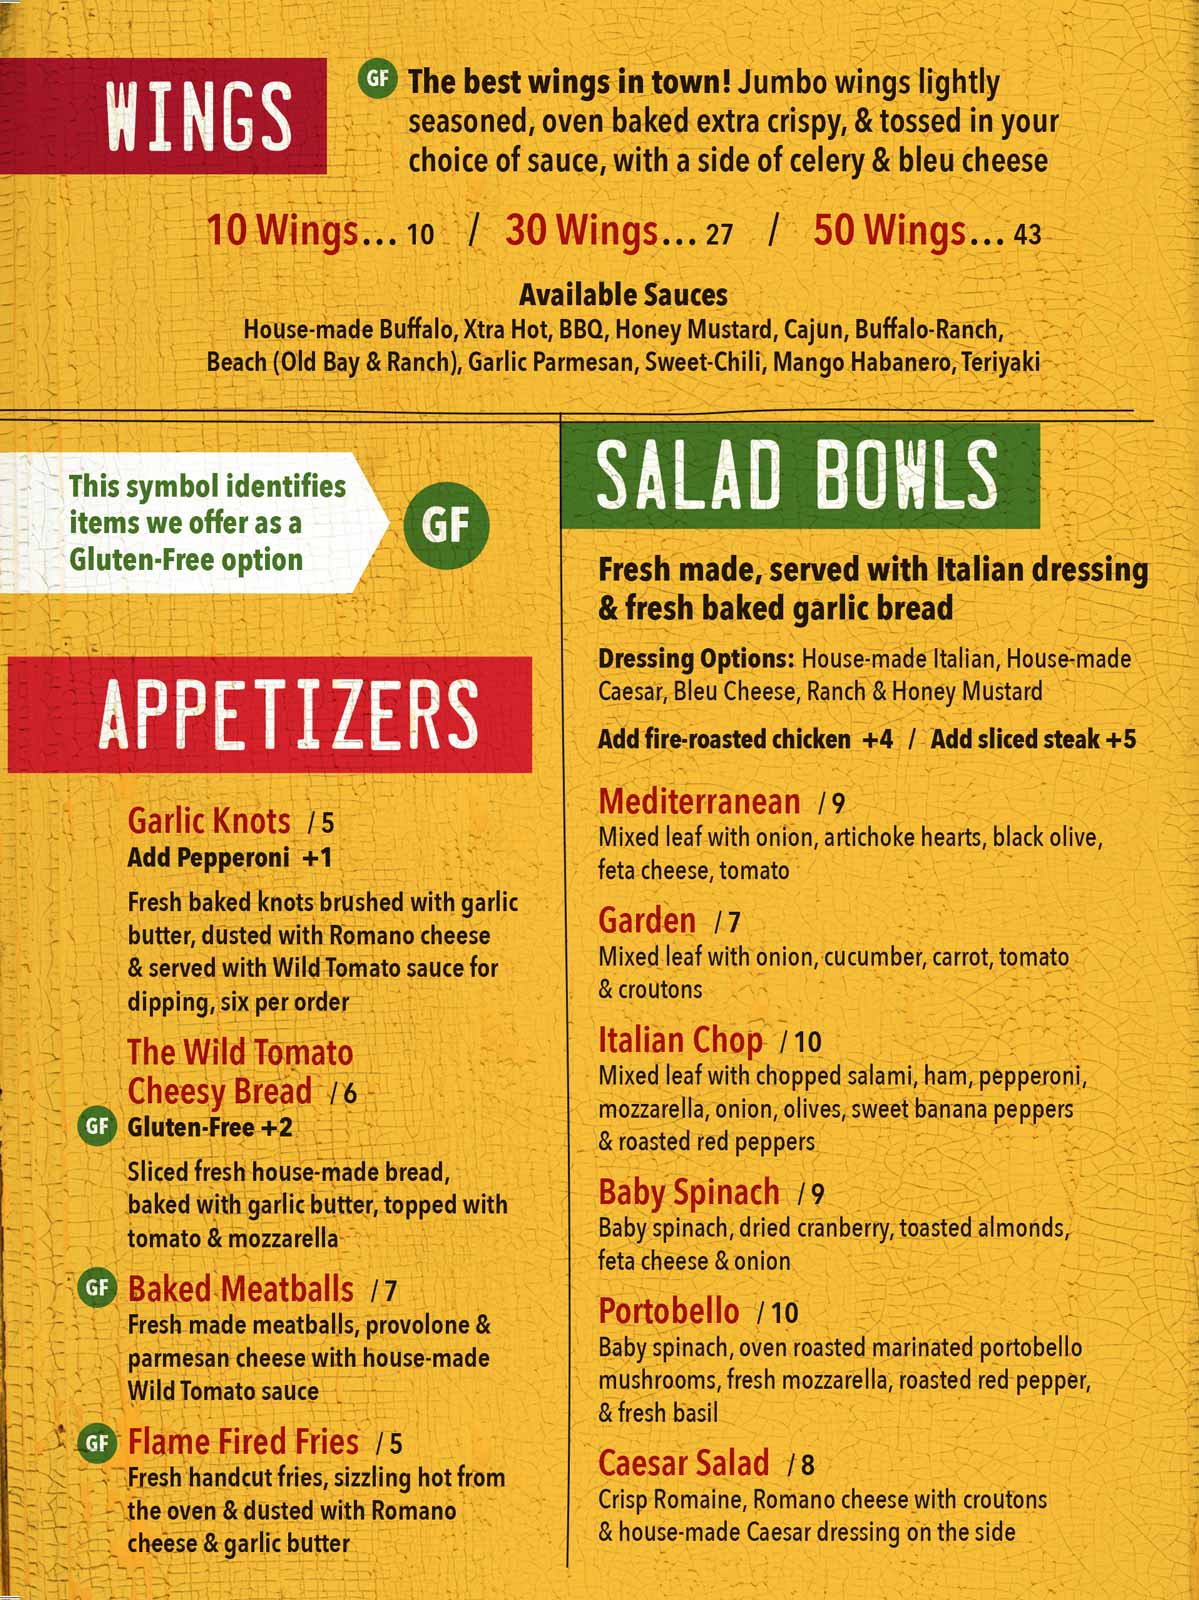 WINGS
GF The best wings in town! Jumbo wings lightly
seasoned, oven baked extra crispy, & tossed in your
choice of sauce, with a side of celery & bleu cheese
10 Wings... 10 / 30 Wings... 27 / 50 Wings... 43
Available Sauces
House-made Buffalo, Xtra Hot, BBQ, Honey Mustard, Cajun, Buffalo-Ranch,
Beach (Old Bay & Ranch), Garlic Parmesan, Sweet-Chili, Mango Habanero, Teriyaki
This symbol identifies
items we offer as a
Gluten-Free option
GF
APPETIZERS
Garlic Knots / 5
Add Pepperoni +1
Fresh baked knots brushed with garlic
butter, dusted with Romano cheese
& served with Wild Tomato sauce for
dipping, six per order
The Wild Tomato
Cheesy Bread / 6
GF Gluten-Free +2
Sliced fresh house-made bread,
baked with garlic butter, topped with
tomato & mozzarella
GF Baked Meatballs / 7
Fresh made meatballs, provolone &
parmesan cheese with house-made
Wild Tomato sauce
GF Flame Fired Fries / 5
Fresh handcut fries, sizzling hot from
the oven & dusted with Romano
cheese & garlic butter
SALAD BOWLS
Fresh made, served with Italian dressing
& fresh baked garlic bread
Dressing Options: House-made Italian, House-made
Caesar, Bleu Cheese, Ranch & Honey Mustard
Add fire-roasted chicken +4 / Add sliced steak +5
Mediterranean / 9
Mixed leaf with onion, artichoke hearts, black olive,
feta cheese, tomato
Garden / 7
Mixed leaf with onion, cucumber, carrot, tomato
& croutons
Italian Chop / 10
Mixed leaf with chopped salami, ham, pepperoni,
mozzarella, onion, olives, sweet banana peppers
& roasted red peppers
Baby Spinach / 9
Baby spinach, dried cranberry, toasted almonds,
feta cheese & onion
Portobello / 10
Baby spinach, oven roasted marinated portobello
mushrooms, fresh mozzarella, roasted red pepper,
& fresh basil
Caesar Salad / 8
Crisp Romaine, Romano cheese with croutons
& house-made Caesar dressing on the side